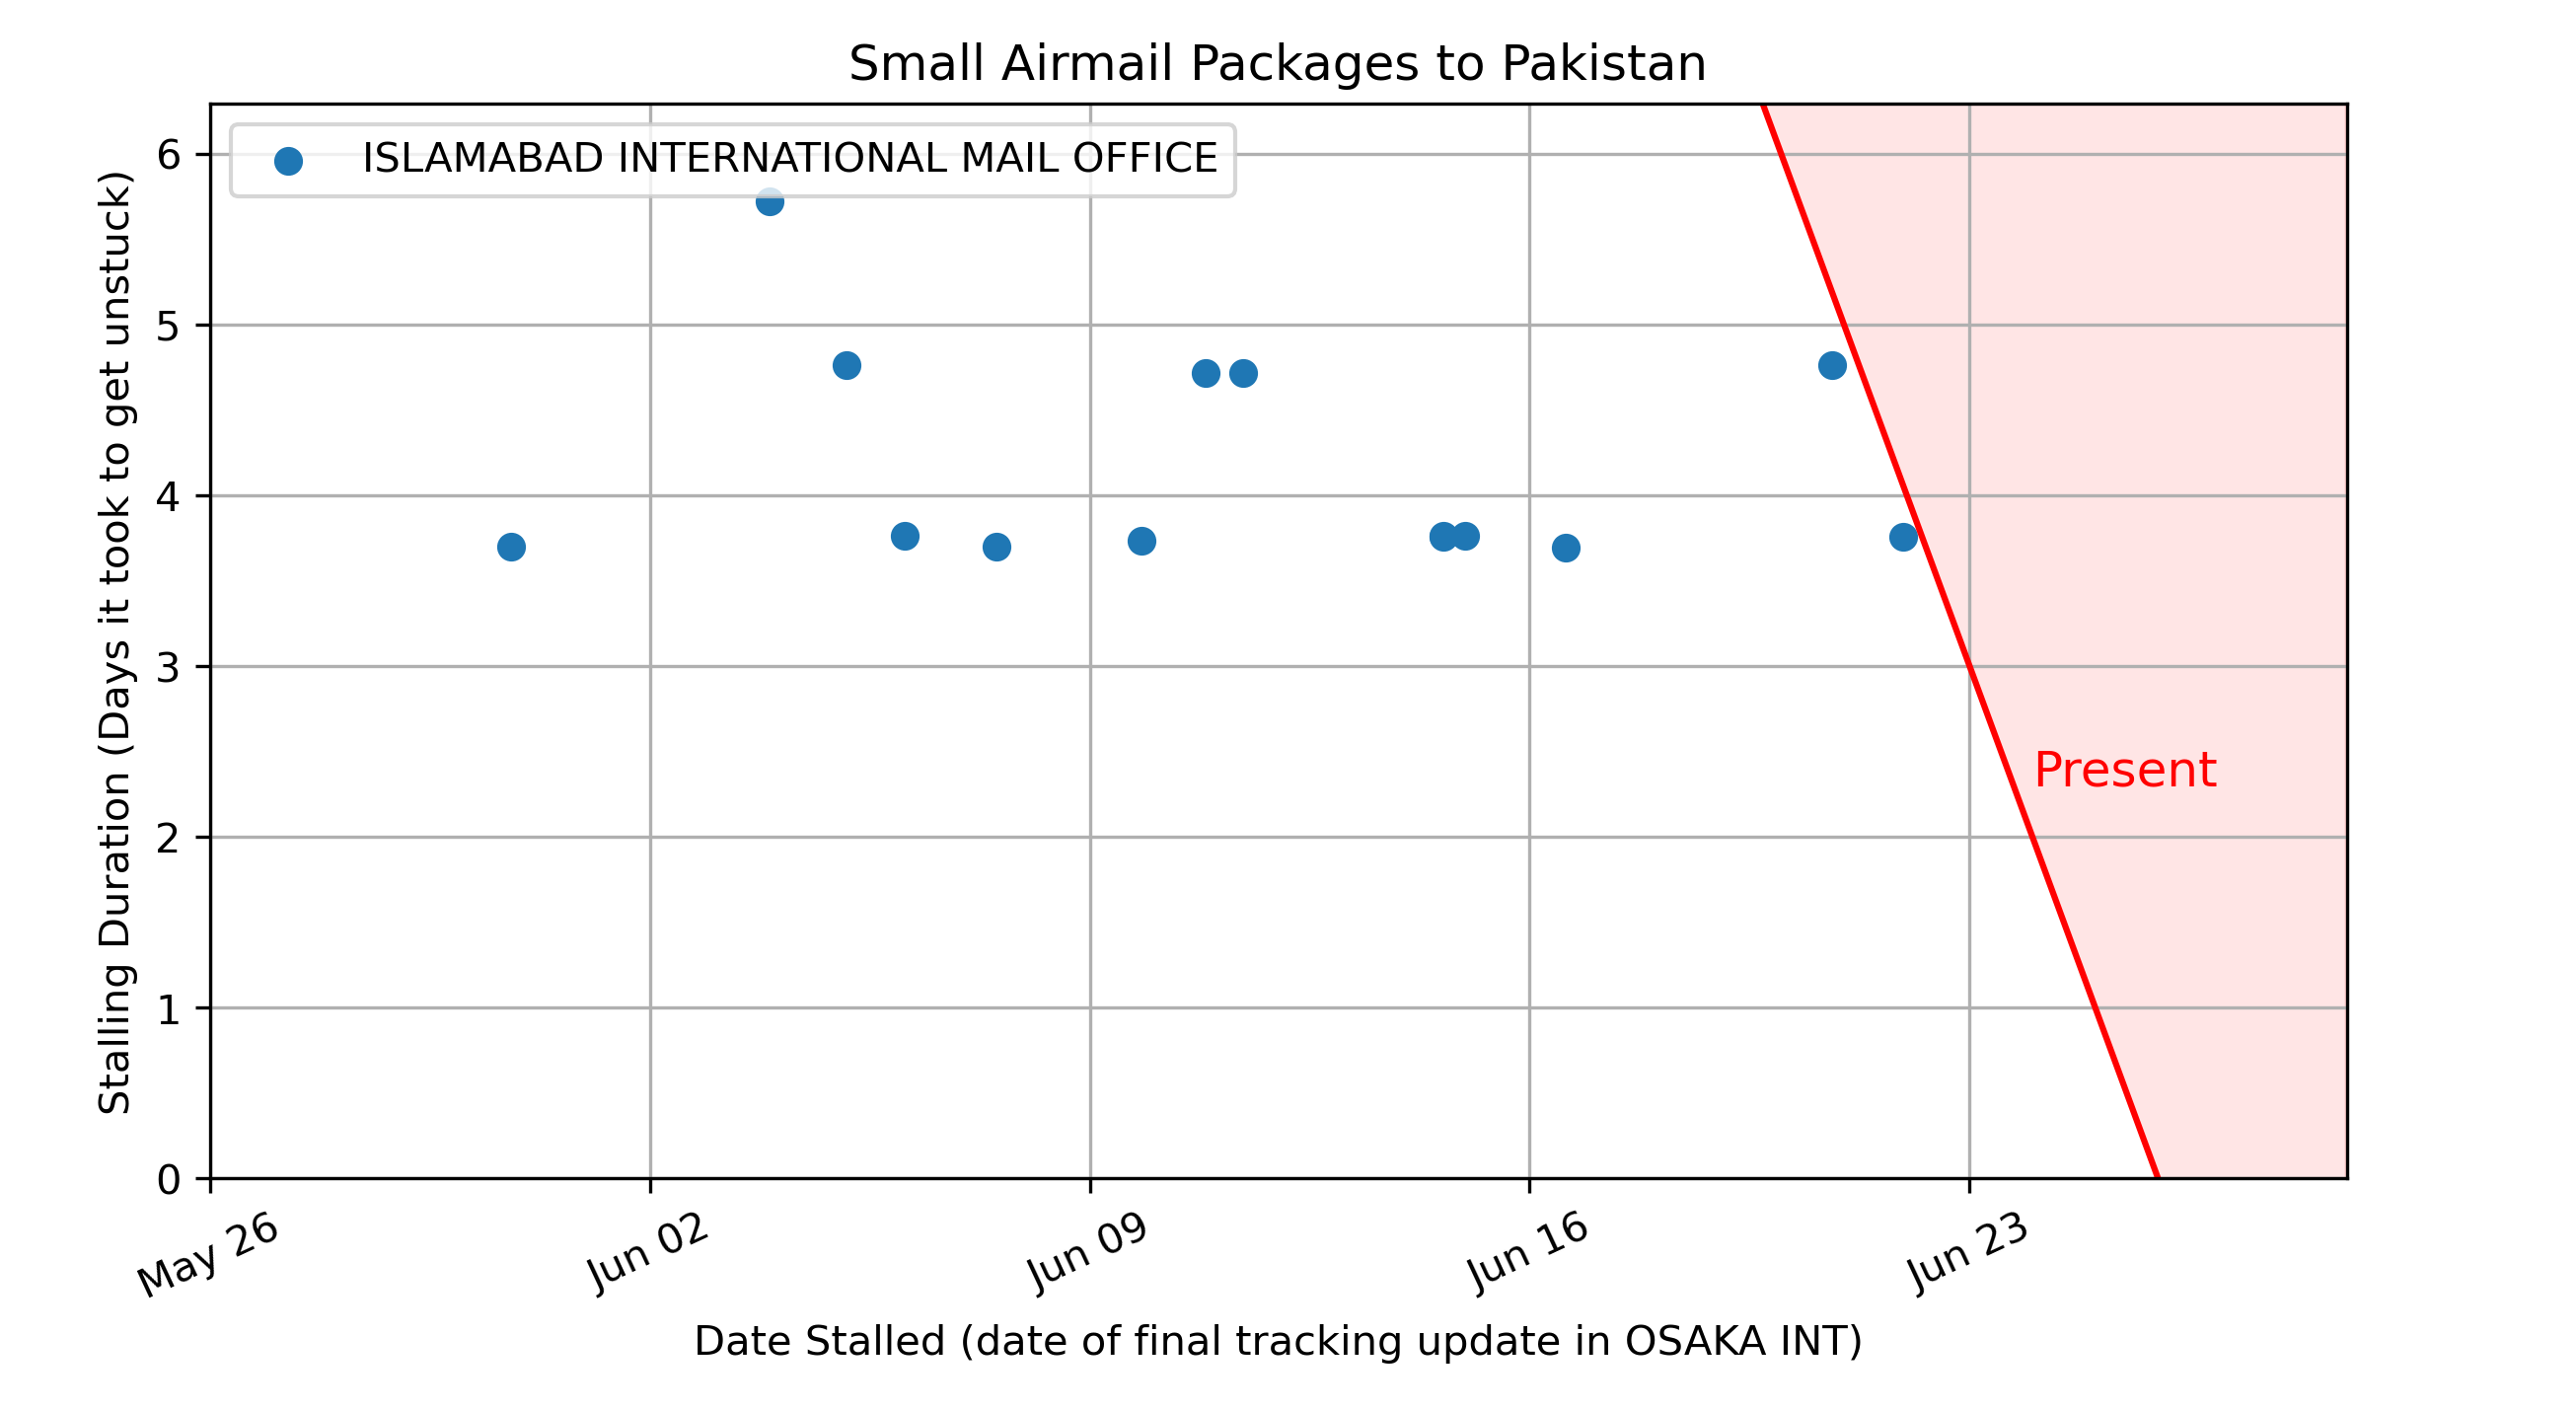 Small Airmail Packages to Pakistan
ISLAMABAD INTERNATIONAL MAIL OFFICE
Stalling Duration (Days it took to get unstuck)
6
5
4
3
2
1
0
Present
May 26
Jun 02
Jun 09
Jun 16
Jun 23
Date Stalled (date of final tracking update in OSAKA INT)